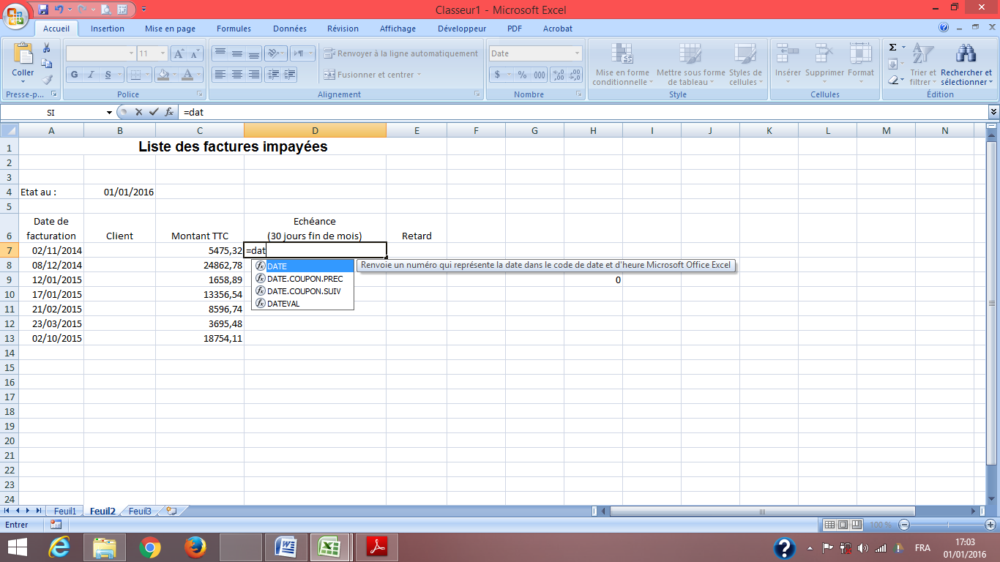 Classeur1 - Microsoft Excel
Accueil Insertion Mise en page Formules Données Révision Affichage Développeur PDF Acrobat
Coller
11
G I S
Renvoyer à la ligne automatiquement
Fusionner et centrer
Date
$ % 000
Mise en forme conditionnelle
Mettre sous forme de tableau
Styles de cellules
Insérer Supprimer Format
Σ
Trier et filtrer
Rechercher et sélectionner
Presse-p... Police Alignement Nombre Style Cellules Édition
SI fx =dat
A B C D E F G H I J K L M N
1 Liste des factures impayées
2
3
4 Etat au : 01/01/2016
5
Date de Echéance
6 facturation Client Montant TTC (30 jours fin de mois) Retard
7 02/11/2014 5475,32 =dat
8 08/12/2014 24862,78
9 12/01/2015 1658,89 0
10 17/01/2015 13356,54
11 21/02/2015 8596,74
12 23/03/2015 3695,48
13 02/10/2015 18754,11
DATE
Renvoie un numéro qui représente la date dans le code de date et d'heure Microsoft Office Excel
DATE.COUPON.PREC
DATE.COUPON.SUIV
DATEVAL
14
15
16
17
18
19
20
21
22
23
24
Feuil1 Feuil2 Feuil3
Entrer 100 %
FRA
17:03
01/01/2016